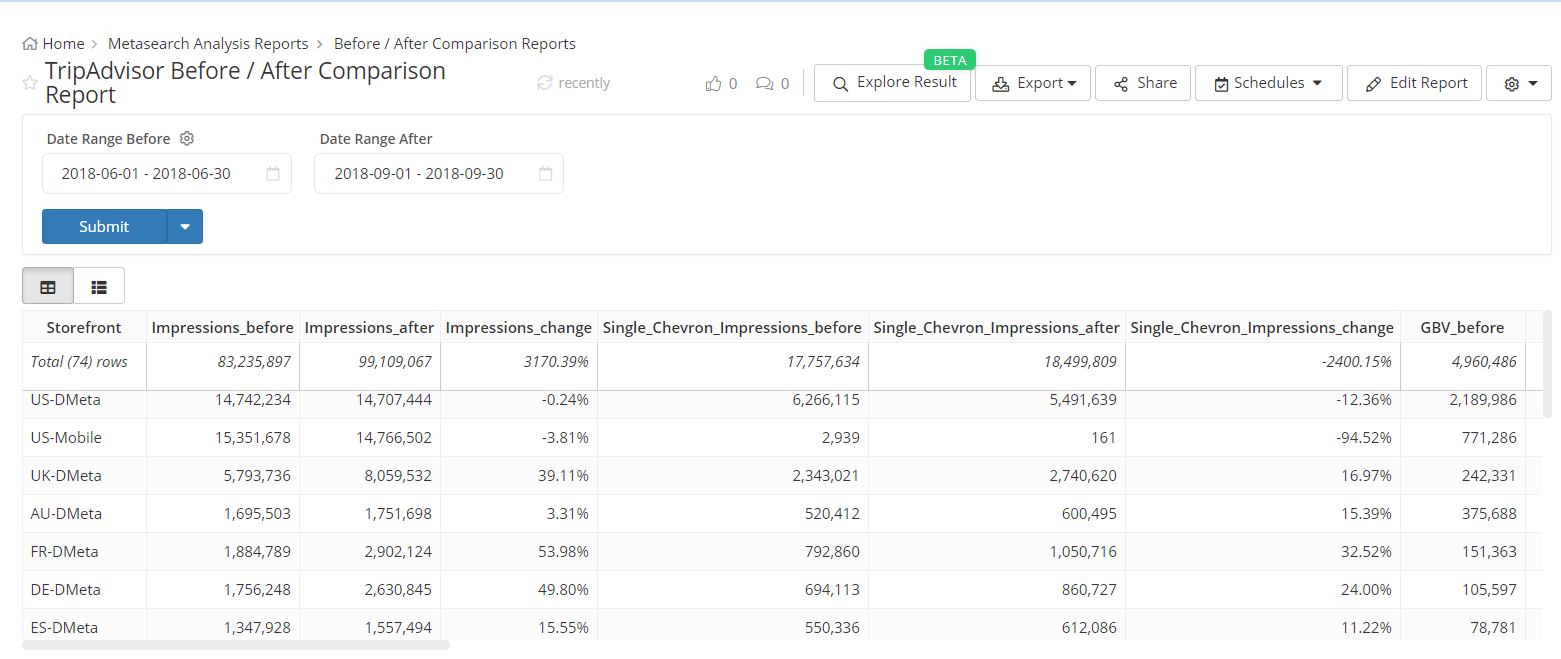 Home > Metasearch Analysis Reports > Before / After Comparison Reports
TripAdvisor Before / After Comparison
Report
recently
0 0
BETA
Explore Result Export Share Schedules Edit Report
Date Range Before Date Range After
2018-06-01 - 2018-06-30 2018-09-01 - 2018-09-30
Submit
Storefront Impressions_before Impressions_after Impressions_change Single_Chevron_Impressions_before Single_Chevron_Impressions_after Single_Chevron_Impressions_change GBV_before
Total (74) rows 83,235,897 99,109,067 3170.39% 17,757,634 18,499,809 -2400.15% 4,960,486
US-DMeta 14,742,234 14,707,444 -0.24% 6,266,115 5,491,639 -12.36% 2,189,986
US-Mobile 15,351,678 14,766,502 -3.81% 2,939 161 -94.52% 771,286
UK-DMeta 5,793,736 8,059,532 39.11% 2,343,021 2,740,620 16.97% 242,331
AU-DMeta 1,695,503 1,751,698 3.31% 520,412 600,495 15.39% 375,688
FR-DMeta 1,884,789 2,902,124 53.98% 792,860 1,050,716 32.52% 151,363
DE-DMeta 1,756,248 2,630,845 49.80% 694,113 860,727 24.00% 105,597
ES-DMeta 1,347,928 1,557,494 15.55% 550,336 612,086 11.22% 78,781